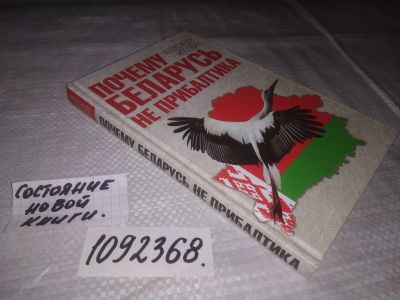 ПОЧЕМУ
БЕЛАРУСЬ
НЕ ПРИБАЛТИКА
ПОЧЕМУ БЕЛАРУСЬ НЕ ПРИБАЛТИКА
СОСТОЯНИЕ
НОВОЙ
КНИГИ.
1092368.